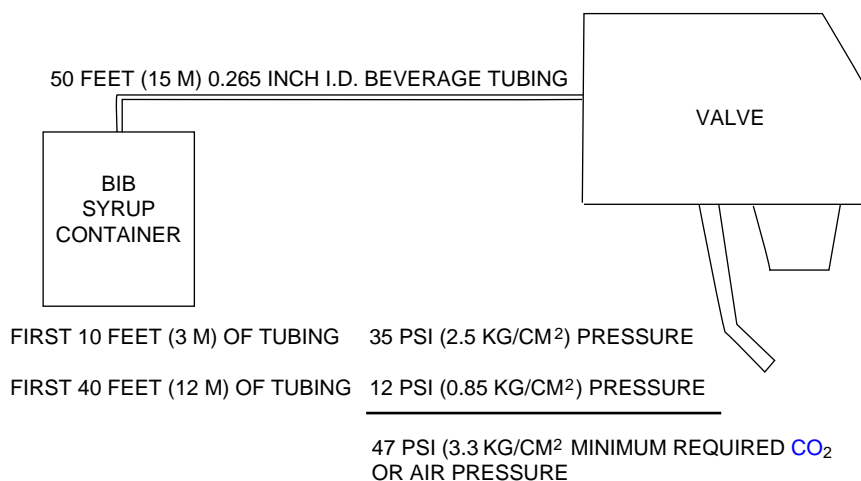 50 FEET (15 M) 0.265 INCH I.D. BEVERAGE TUBING
VALVE
BIB
SYRUP
CONTAINER
FIRST 10 FEET (3 M) OF TUBING 35 PSI (2.5 KG/CM²) PRESSURE
FIRST 40 FEET (12 M) OF TUBING 12 PSI (0.85 KG/CM²) PRESSURE
47 PSI (3.3 KG/CM² MINIMUM REQUIRED CO₂
OR AIR PRESSURE